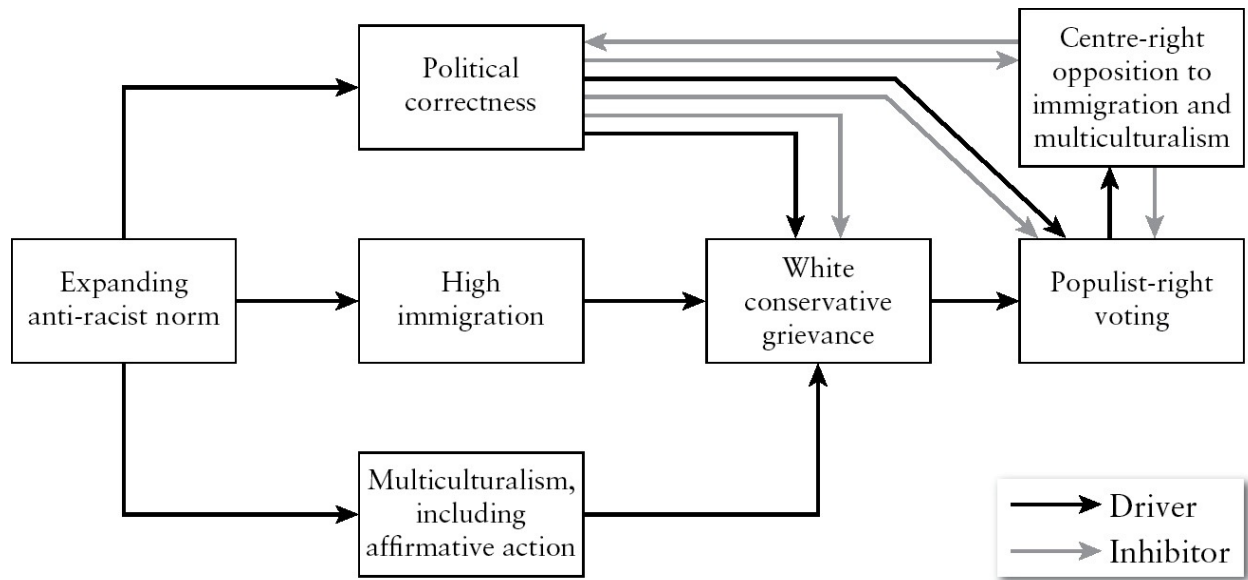 Political
correctness
Centre-right
opposition to
immigration and
multiculturalism
Expanding
anti-racist norm
High
immigration
White
conservative
grievance
Populist-right
voting
Multiculturalism,
including
affirmative action
Driver
Inhibitor